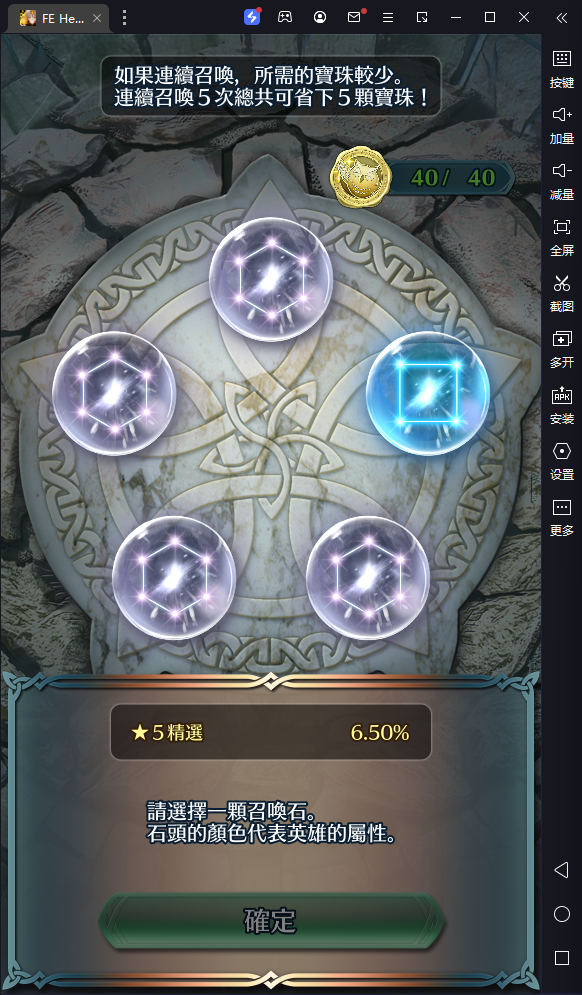 FE He...
如果連續召喚，所需的寶珠較少。
連續召喚５次總共可省下５顆寶珠！
40/ 40
★５精選 6.50%
請選擇一顆召喚石。
石頭的顏色代表英雄的屬性。
確定
按键
加量
减量
全屏
截图
多开
APK
安装
设置
更多